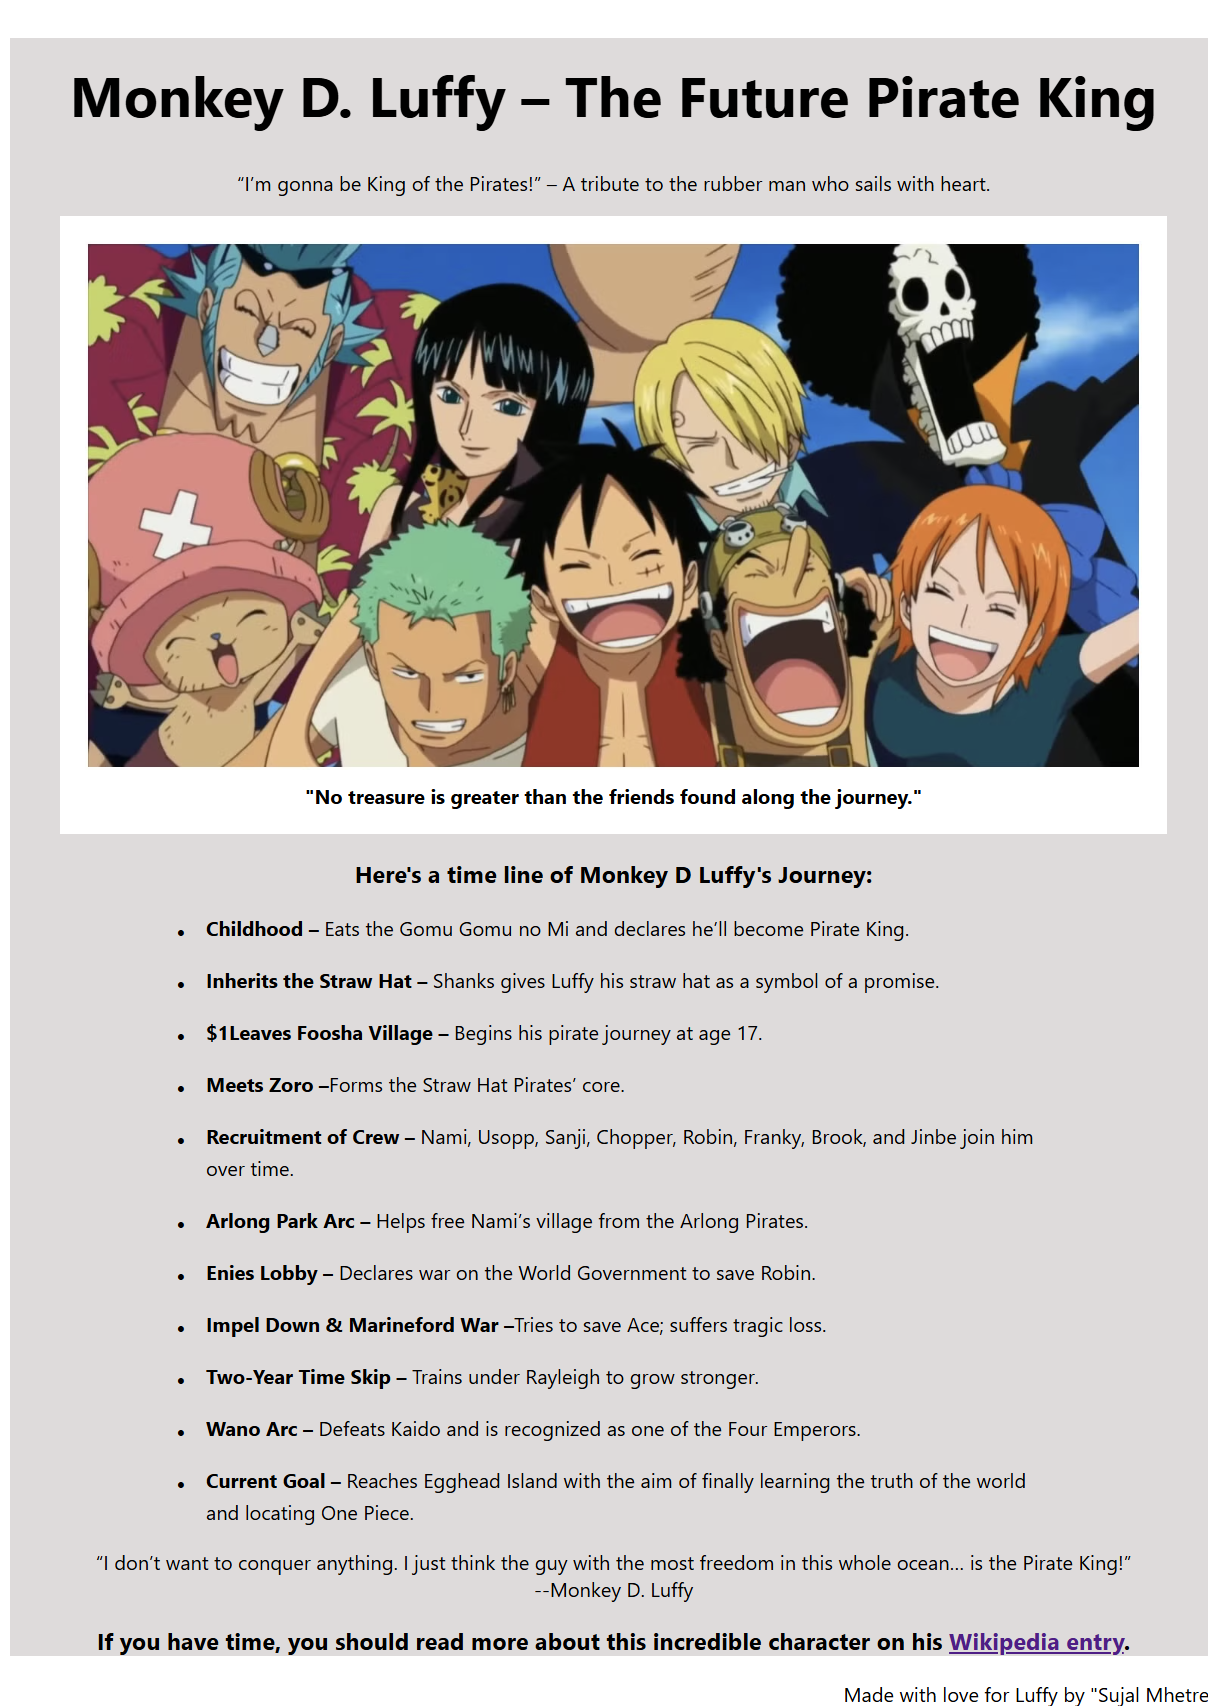 Monkey D. Luffy – The Future Pirate King
“I’m gonna be King of the Pirates!” – A tribute to the rubber man who sails with heart.
"No treasure is greater than the friends found along the journey."
Here's a time line of Monkey D Luffy's Journey:
• Childhood – Eats the Gomu Gomu no Mi and declares he’ll become Pirate King.
• Inherits the Straw Hat – Shanks gives Luffy his straw hat as a symbol of a promise.
• $1Leaves Foosha Village – Begins his pirate journey at age 17.
• Meets Zoro –Forms the Straw Hat Pirates’ core.
• Recruitment of Crew – Nami, Usopp, Sanji, Chopper, Robin, Franky, Brook, and Jinbe join him
over time.
• Arlong Park Arc – Helps free Nami’s village from the Arlong Pirates.
• Enies Lobby – Declares war on the World Government to save Robin.
• Impel Down & Marineford War –Tries to save Ace; suffers tragic loss.
• Two-Year Time Skip – Trains under Rayleigh to grow stronger.
• Wano Arc – Defeats Kaido and is recognized as one of the Four Emperors.
• Current Goal – Reaches Egghead Island with the aim of finally learning the truth of the world
and locating One Piece.
“I don’t want to conquer anything. I just think the guy with the most freedom in this whole ocean… is the Pirate King!”
--Monkey D. Luffy
If you have time, you should read more about this incredible character on his Wikipedia entry.
Made with love for Luffy by "Sujal Mhetre